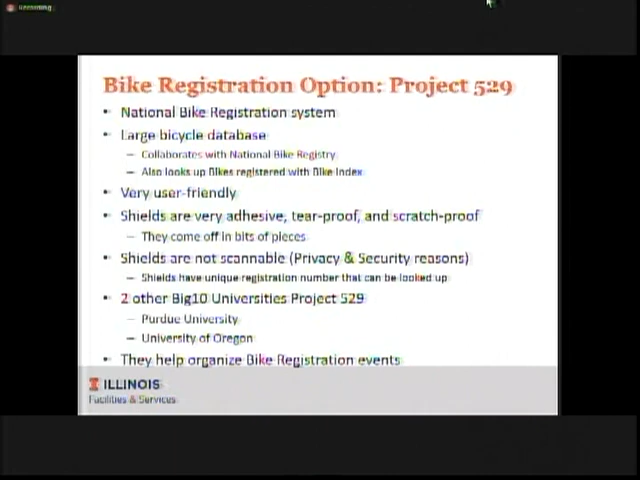 Recording
Bike Registration Option: Project 529
• National Bike Registration system
• Large bicycle database
– Collaborates with National Bike Registry
– Also looks up Bikes registered with Bike Index
• Very user-friendly
• Shields are very adhesive, tear-proof, and scratch-proof
– They come off in bits of pieces
• Shields are not scannable (Privacy & Security reasons)
– Shields have unique registration number that can be looked up
• 2 other Big10 Universities Project 529
– Purdue University
– University of Oregon
• They help organize Bike Registration events
I ILLINOIS
Facilities & Services